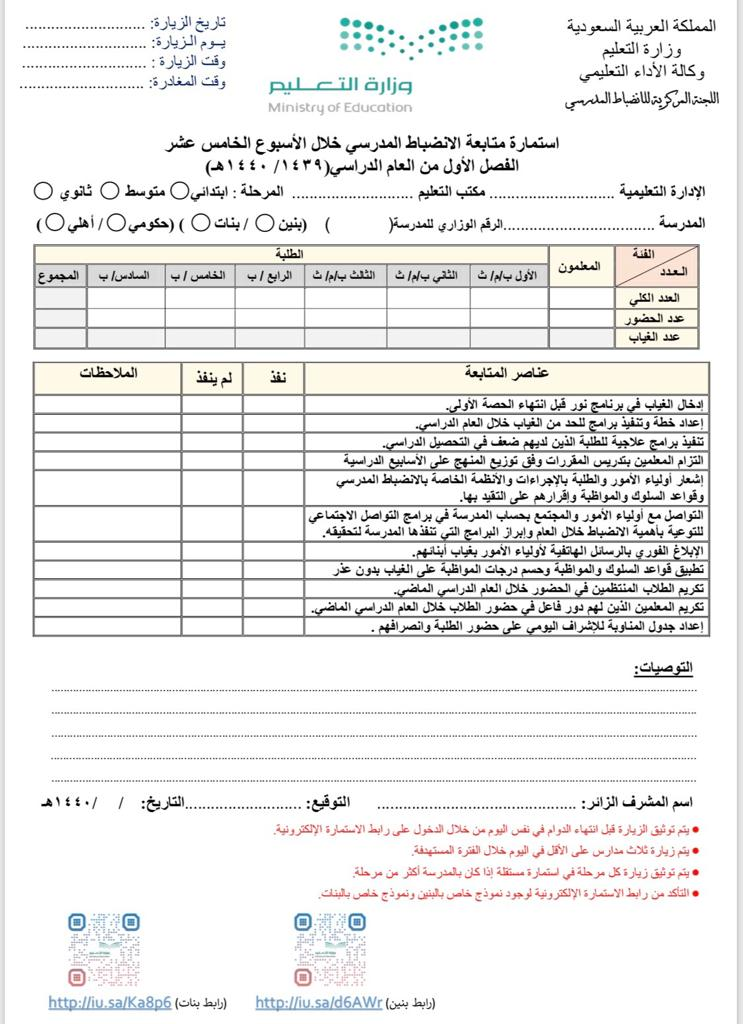 المملكة العربية السعودية
وزارة التعليم
وكالة الأداء التعليمي
اللجنة المركزية للانضباط المدرسي
وزارة التعـــليم
Ministry of Education
تاريخ الزيارة: ............................
يــوم الـزيارة: ............................
وقت الزيارة : ............................
وقت المغادرة: ............................
استمارة متابعة الانضباط المدرسي خلال الأسبوع الخامس عشر
الفصل الأول من العام الدراسي(١٤٣٩/ ١٤٤٠هـ)
الإدارة التعليمية ............................ مكتب التعليم ............................ المرحلة : ابتدائي○ متوسط ○ ثانوي ○
المدرسة ..................................الرقم الوزاري للمدرسة( ) (بنين ○ / بنات ○ ) (حكومي○/ أهلي ○ )
الفئة
العـدد
المعلمون
الطلبة
الأول ب/م/ ث
الثاني ب/م/ ث
الثالث ب/م/ ث
الرابع / ب
الخامس / ب
السادس/ ب
المجموع
العدد الكلي
عدد الحضور
عدد الغياب
عناصر المتابعة
نفذ
لم ينفذ
الملاحظات
إدخال الغياب في برنامج نور قبل انتهاء الحصة الأولى.
إعداد خطة وتنفيذ برامج للحد من الغياب خلال العام الدراسي.
تنفيذ برامج علاجية للطلبة الذين لديهم ضعف في التحصيل الدراسي.
التزام المعلمين بتدريس المقررات وفق توزيع المنهج على الأسابيع الدراسية
إشعار أولياء الأمور والطلبة بالإجراءات والأنظمة الخاصة بالانضباط المدرسي
وقواعد السلوك والمواظبة وإقرارهم على التقيد بها.
التواصل مع أولياء الأمور والمجتمع بحساب المدرسة في برامج التواصل الاجتماعي
للتوعية بأهمية الانضباط خلال العام وإبراز البرامج التي تنفذها المدرسة لتحقيقه.
الإبلاغ الفوري بالرسائل الهاتفية لأولياء الأمور بغياب أبنائهم.
تطبيق قواعد السلوك والمواظبة وحسم درجات المواظبة على الغياب بدون عذر
تكريم الطلاب المنتظمين في الحضور خلال العام الدراسي الماضي.
تكريم المعلمين الذين لهم دور فاعل في حضور الطلاب خلال العام الدراسي الماضي.
إعداد جدول المناوبة للإشراف اليومي على حضور الطلبة وانصرافهم .
التوصيات:
اسم المشرف الزائر: ............................................ التوقيع: ..........................التاريخ: / /١٤٤٠هـ
● يتم توثيق الزيارة قبل انتهاء الدوام في نفس اليوم من خلال الدخول على رابط الاستمارة الإلكترونية.
● يتم زيارة ثلاث مدارس على الأقل في اليوم خلال الفترة المستهدفة.
● يتم توثيق زيارة كل مرحلة في استمارة مستقلة إذا كان بالمدرسة أكثر من مرحلة.
● التأكد من رابط الاستمارة الإلكترونية لوجود نموذج خاص بالبنين ونموذج خاص بالبنات.
(رابط بنين) http://iu.sa/d6AWr (رابط بنات) http://iu.sa/Ka8p6